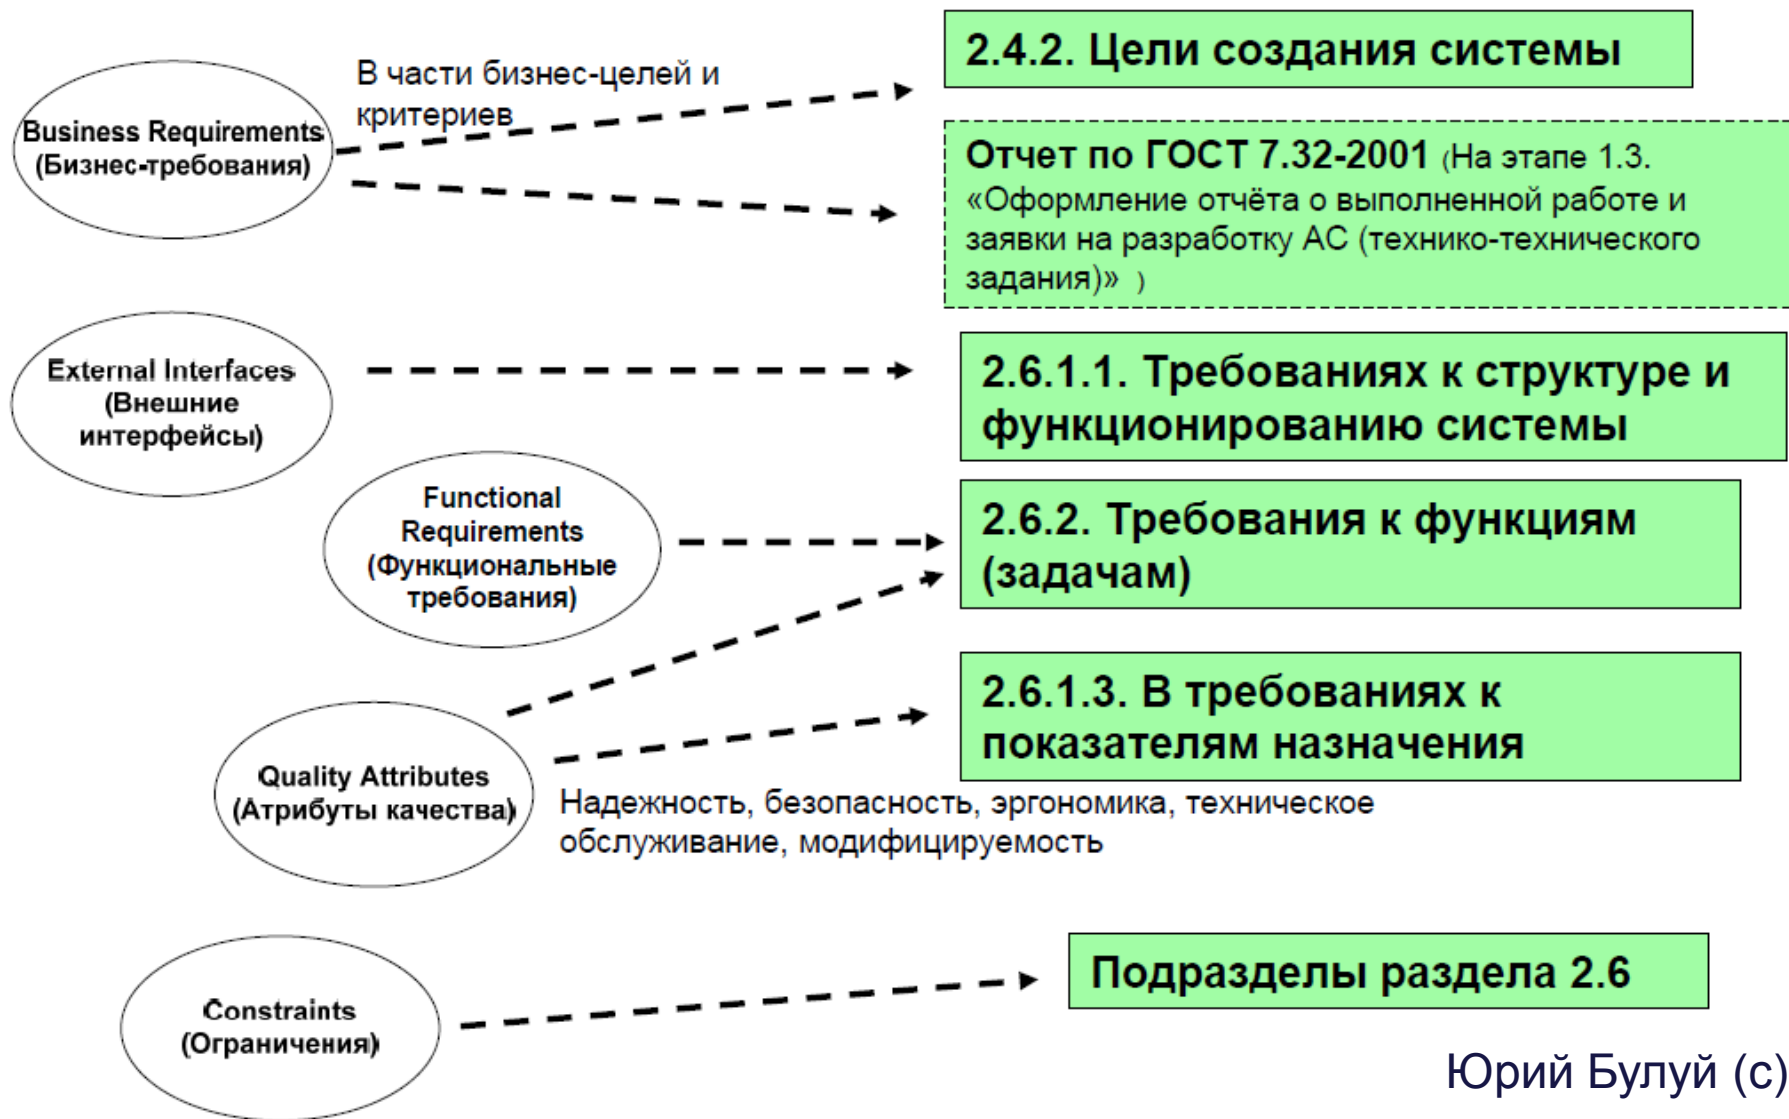 2.4.2. Цели создания системы
В части бизнес-целей и
критериев
Business Requirements
(Бизнес-требования)
Отчет по ГОСТ 7.32-2001 (На этапе 1.3.
«Оформление отчёта о выполненной работе и
заявки на разработку АС (технико-технического
задания)» )
External Interfaces
(Внешние
интерфейсы)
2.6.1.1. Требованиях к структуре и
функционированию системы
Functional
Requirements
(Функциональные
требования)
2.6.2. Требования к функциям
(задачам)
2.6.1.3. В требованиях к
показателям назначения
Quality Attributes
(Атрибуты качества)
Надежность, безопасность, эргономика, техническое
обслуживание, модифицируемость
Constraints
(Ограничения)
Подразделы раздела 2.6
Юрий Булуй (c)